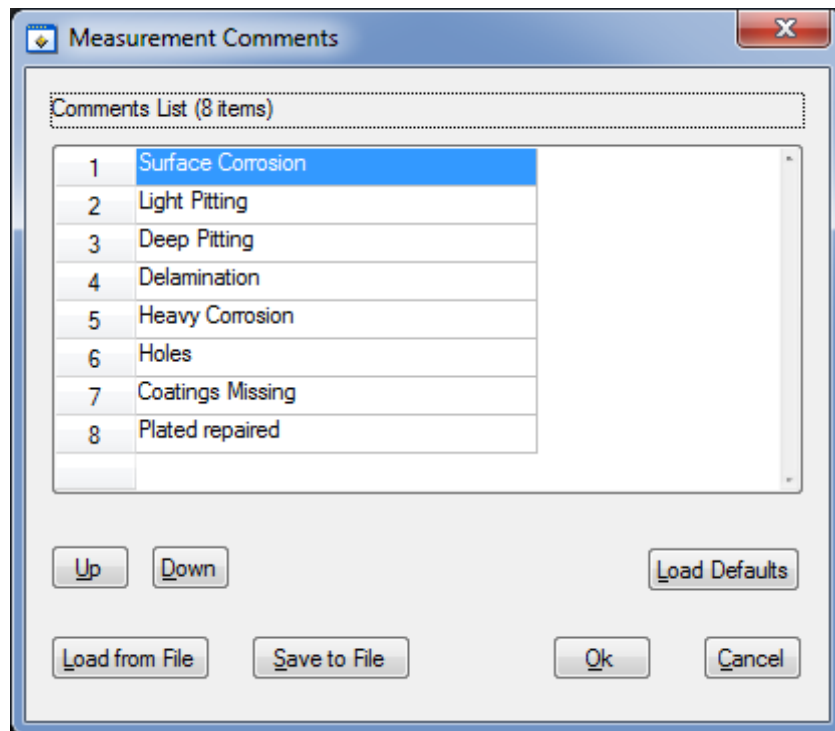 Measurement Comments
Comments List (8 items)
1 Surface Corrosion
2 Light Pitting
3 Deep Pitting
4 Delamination
5 Heavy Corrosion
6 Holes
7 Coatings Missing
8 Plated repaired
Up Down Load Defaults
Load from File Save to File Ok Cancel